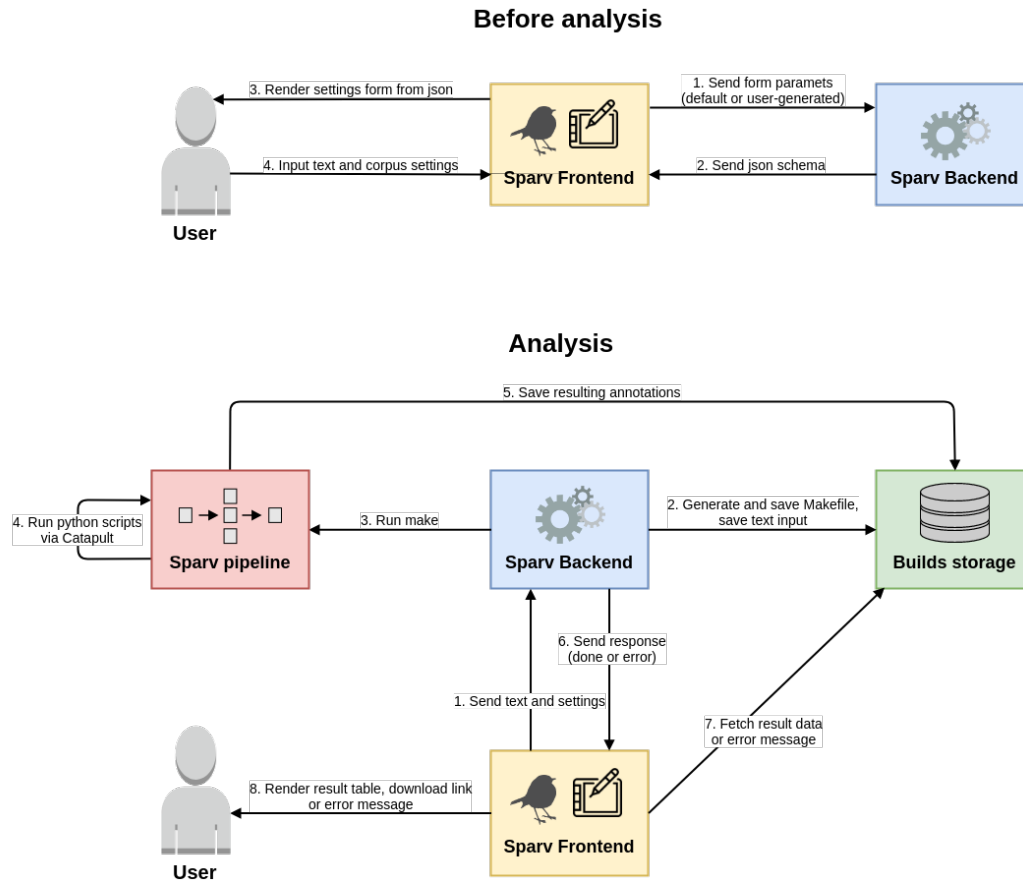 Before analysis
3. Render settings form from json
1. Send form paramets
(default or user-generated)
4. Input text and corpus settings
2. Send json schema
Sparv Frontend
Sparv Backend
User
Analysis
5. Save resulting annotations
4. Run python scripts
via Catapult
3. Run make
2. Generate and save Makefile,
save text input
Sparv pipeline
Sparv Backend
Builds storage
6. Send response
(done or error)
1. Send text and settings
7. Fetch result data
or error message
8. Render result table, download link
or error message
Sparv Frontend
User